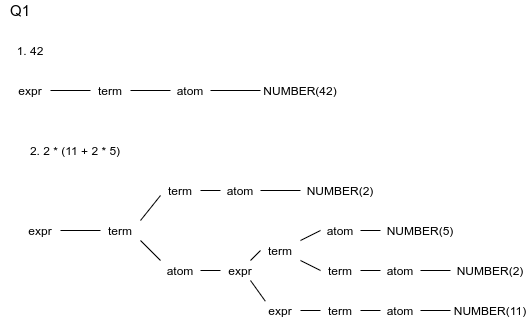 Q1
1. 42
expr term atom NUMBER(42)
2. 2 * (11 + 2 * 5)
term atom NUMBER(2)
expr term atom NUMBER(5)
term
atom expr term atom NUMBER(2)
expr term atom NUMBER(11)